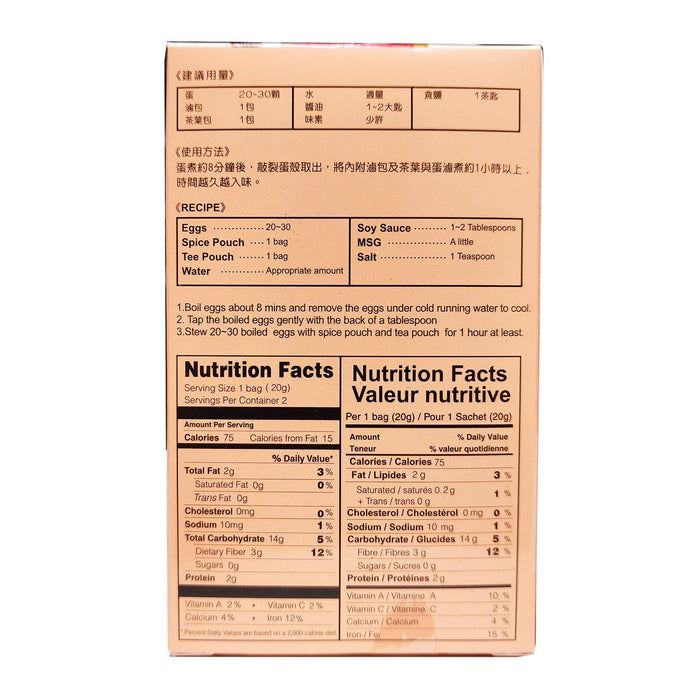 《建議用量》
蛋 20~30顆 水 適量 食鹽 1茶匙
滷包 1包 醬油 1~2大匙
茶葉包 1包 味素 少許
《使用方法》
蛋煮約8分鐘後，敲裂蛋殼取出，將內附滷包及茶葉與蛋滷煮約1小時以上，
時間越久越入味。
《RECIPE》
Eggs ·············· 20~30
Spice Pouch ···· 1 bag
Tee Pouch ······· 1 bag
Water ············ Appropriate amount
Soy Sauce ········ 1~2 Tablespoons
MSG ················ A little
Salt ················· 1 Teaspoon
1.Boil eggs about 8 mins and remove the eggs under cold running water to cool.
2. Tap the boiled eggs gently with the back of a tablespoon
3.Stew 20~30 boiled eggs with spice pouch and tea pouch for 1 hour at least.
Nutrition Facts
Serving Size 1 bag ( 20g)
Servings Per Container 2
Amount Per Serving
Calories 75 Calories from Fat 15
% Daily Value*
Total Fat 2g 3%
Saturated Fat 0g 0%
Trans Fat 0g
Cholesterol 0mg 0%
Sodium 10mg 1%
Total Carbohydrate 14g 5%
Dietary Fiber 3g 12%
Sugars 0g
Protein 2g
Vitamin A 2% • Vitamin C 2%
Calcium 4% • Iron 12%
*Percent Daily Values are based on a 2,000 calorie diet.
Nutrition Facts
Valeur nutritive
Per 1 bag (20g) / Pour 1 Sachet (20g)
Amount % Daily Value
Teneur % valeur quotidienne
Calories / Calories 75
Fat / Lipides 2 g 3 %
Saturated / saturés 0.2 g 1 %
+ Trans / trans 0 g
Cholesterol / Cholestérol 0 mg 0 %
Sodium / Sodium 10 mg 1 %
Carbohydrate / Glucides 14 g 5 %
Fibre / Fibres 3 g 12 %
Sugars / Sucres 0 g
Protein / Protéines 2 g
Vitamin A / Vitamine A 10 %
Vitamin C / Vitamine C 2 %
Calcium / Calcium 4 %
Iron / Fer 15 %